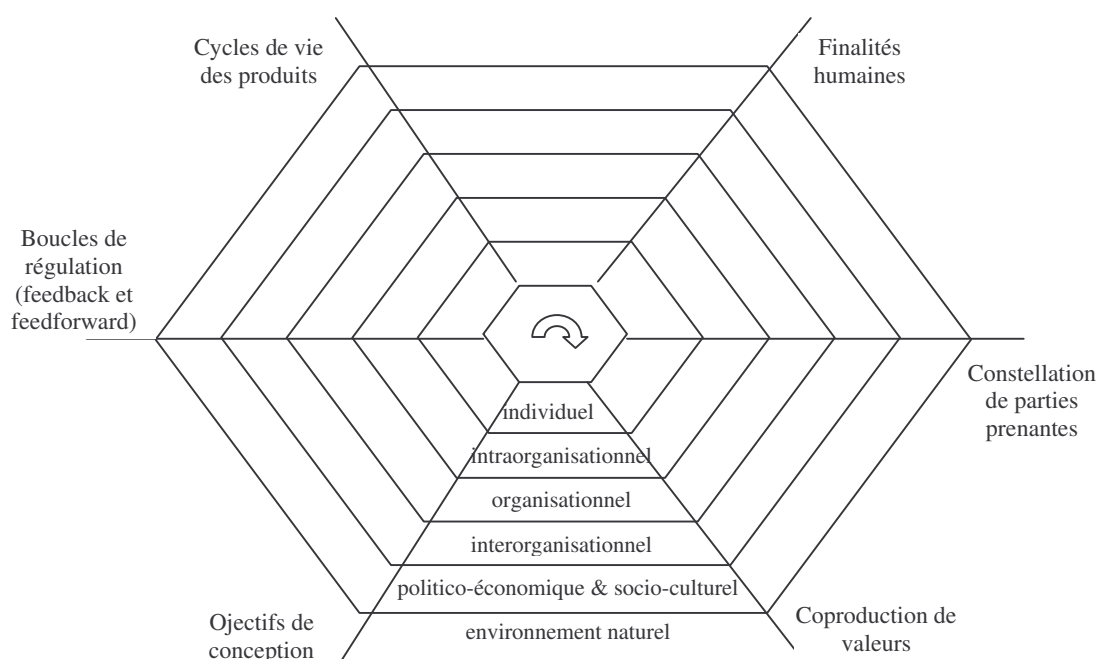 Cycles de vie
des produits
Finalités
humaines
Boucles de
régulation
(feedback et
feedforward)
Constellation
de parties
prenantes
individuel
intraorganisationnel
organisationnel
interorganisationnel
politico-économique & socio-culturel
environnement naturel
Ojectifs de
conception
Coproduction de
valeurs